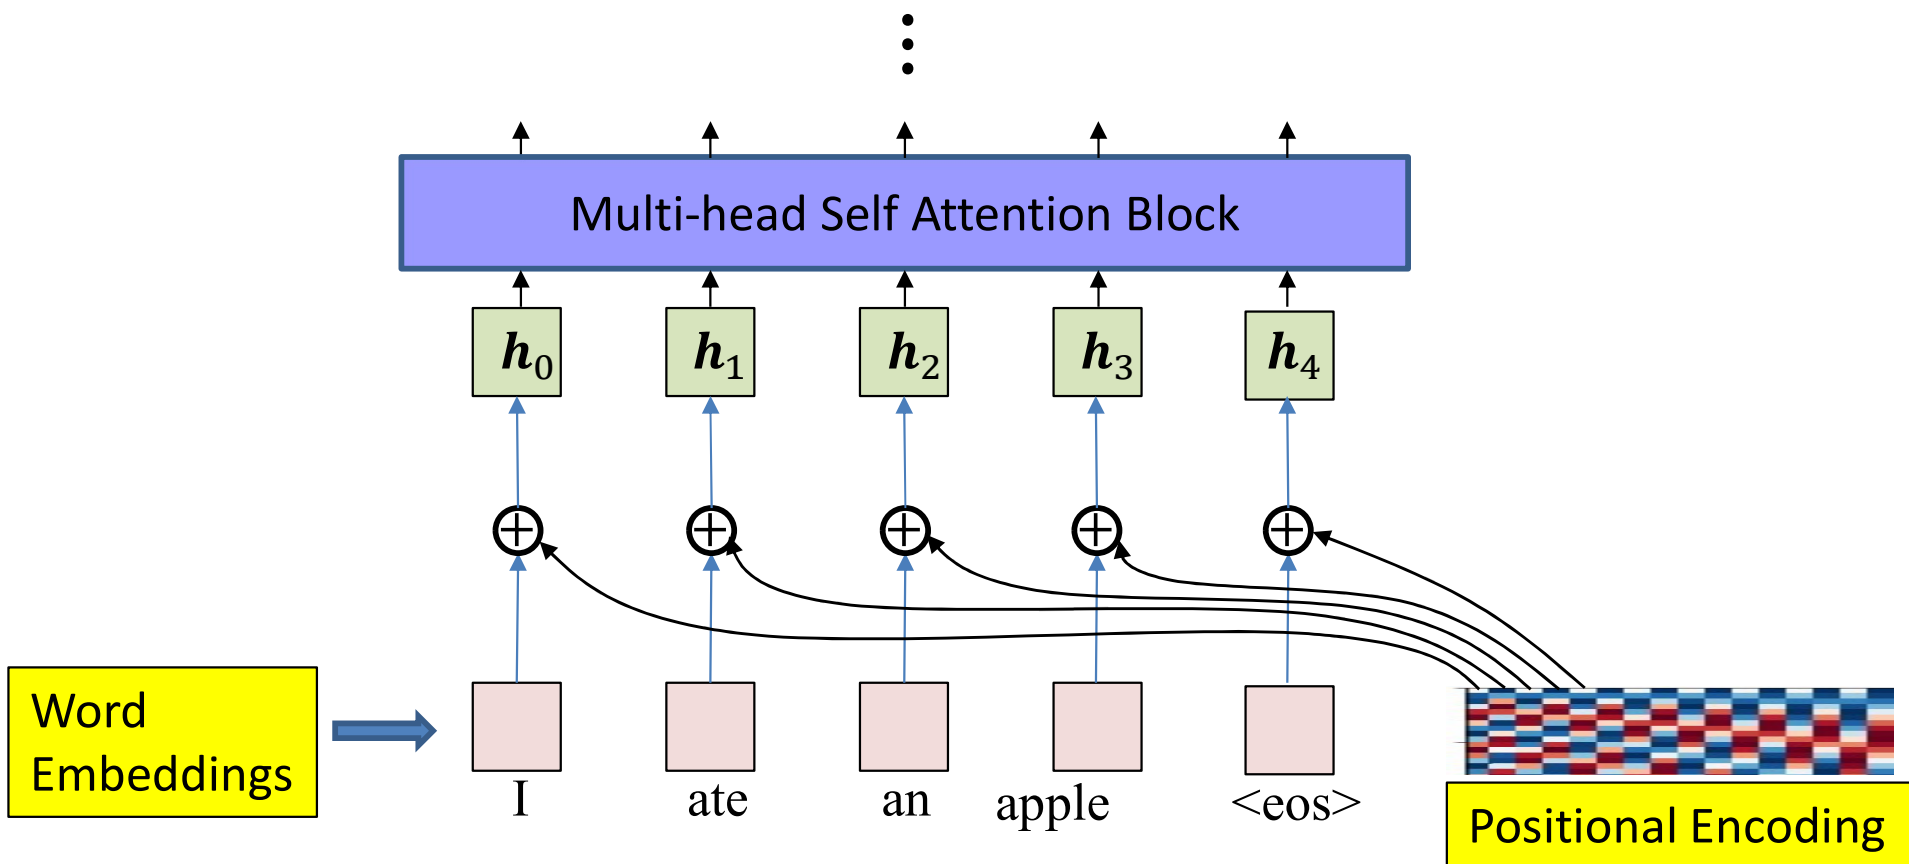 Multi-head Self Attention Block
h₀ h₁ h₂ h₃ h₄
Word
Embeddings
I ate an apple <eos>
Positional Encoding